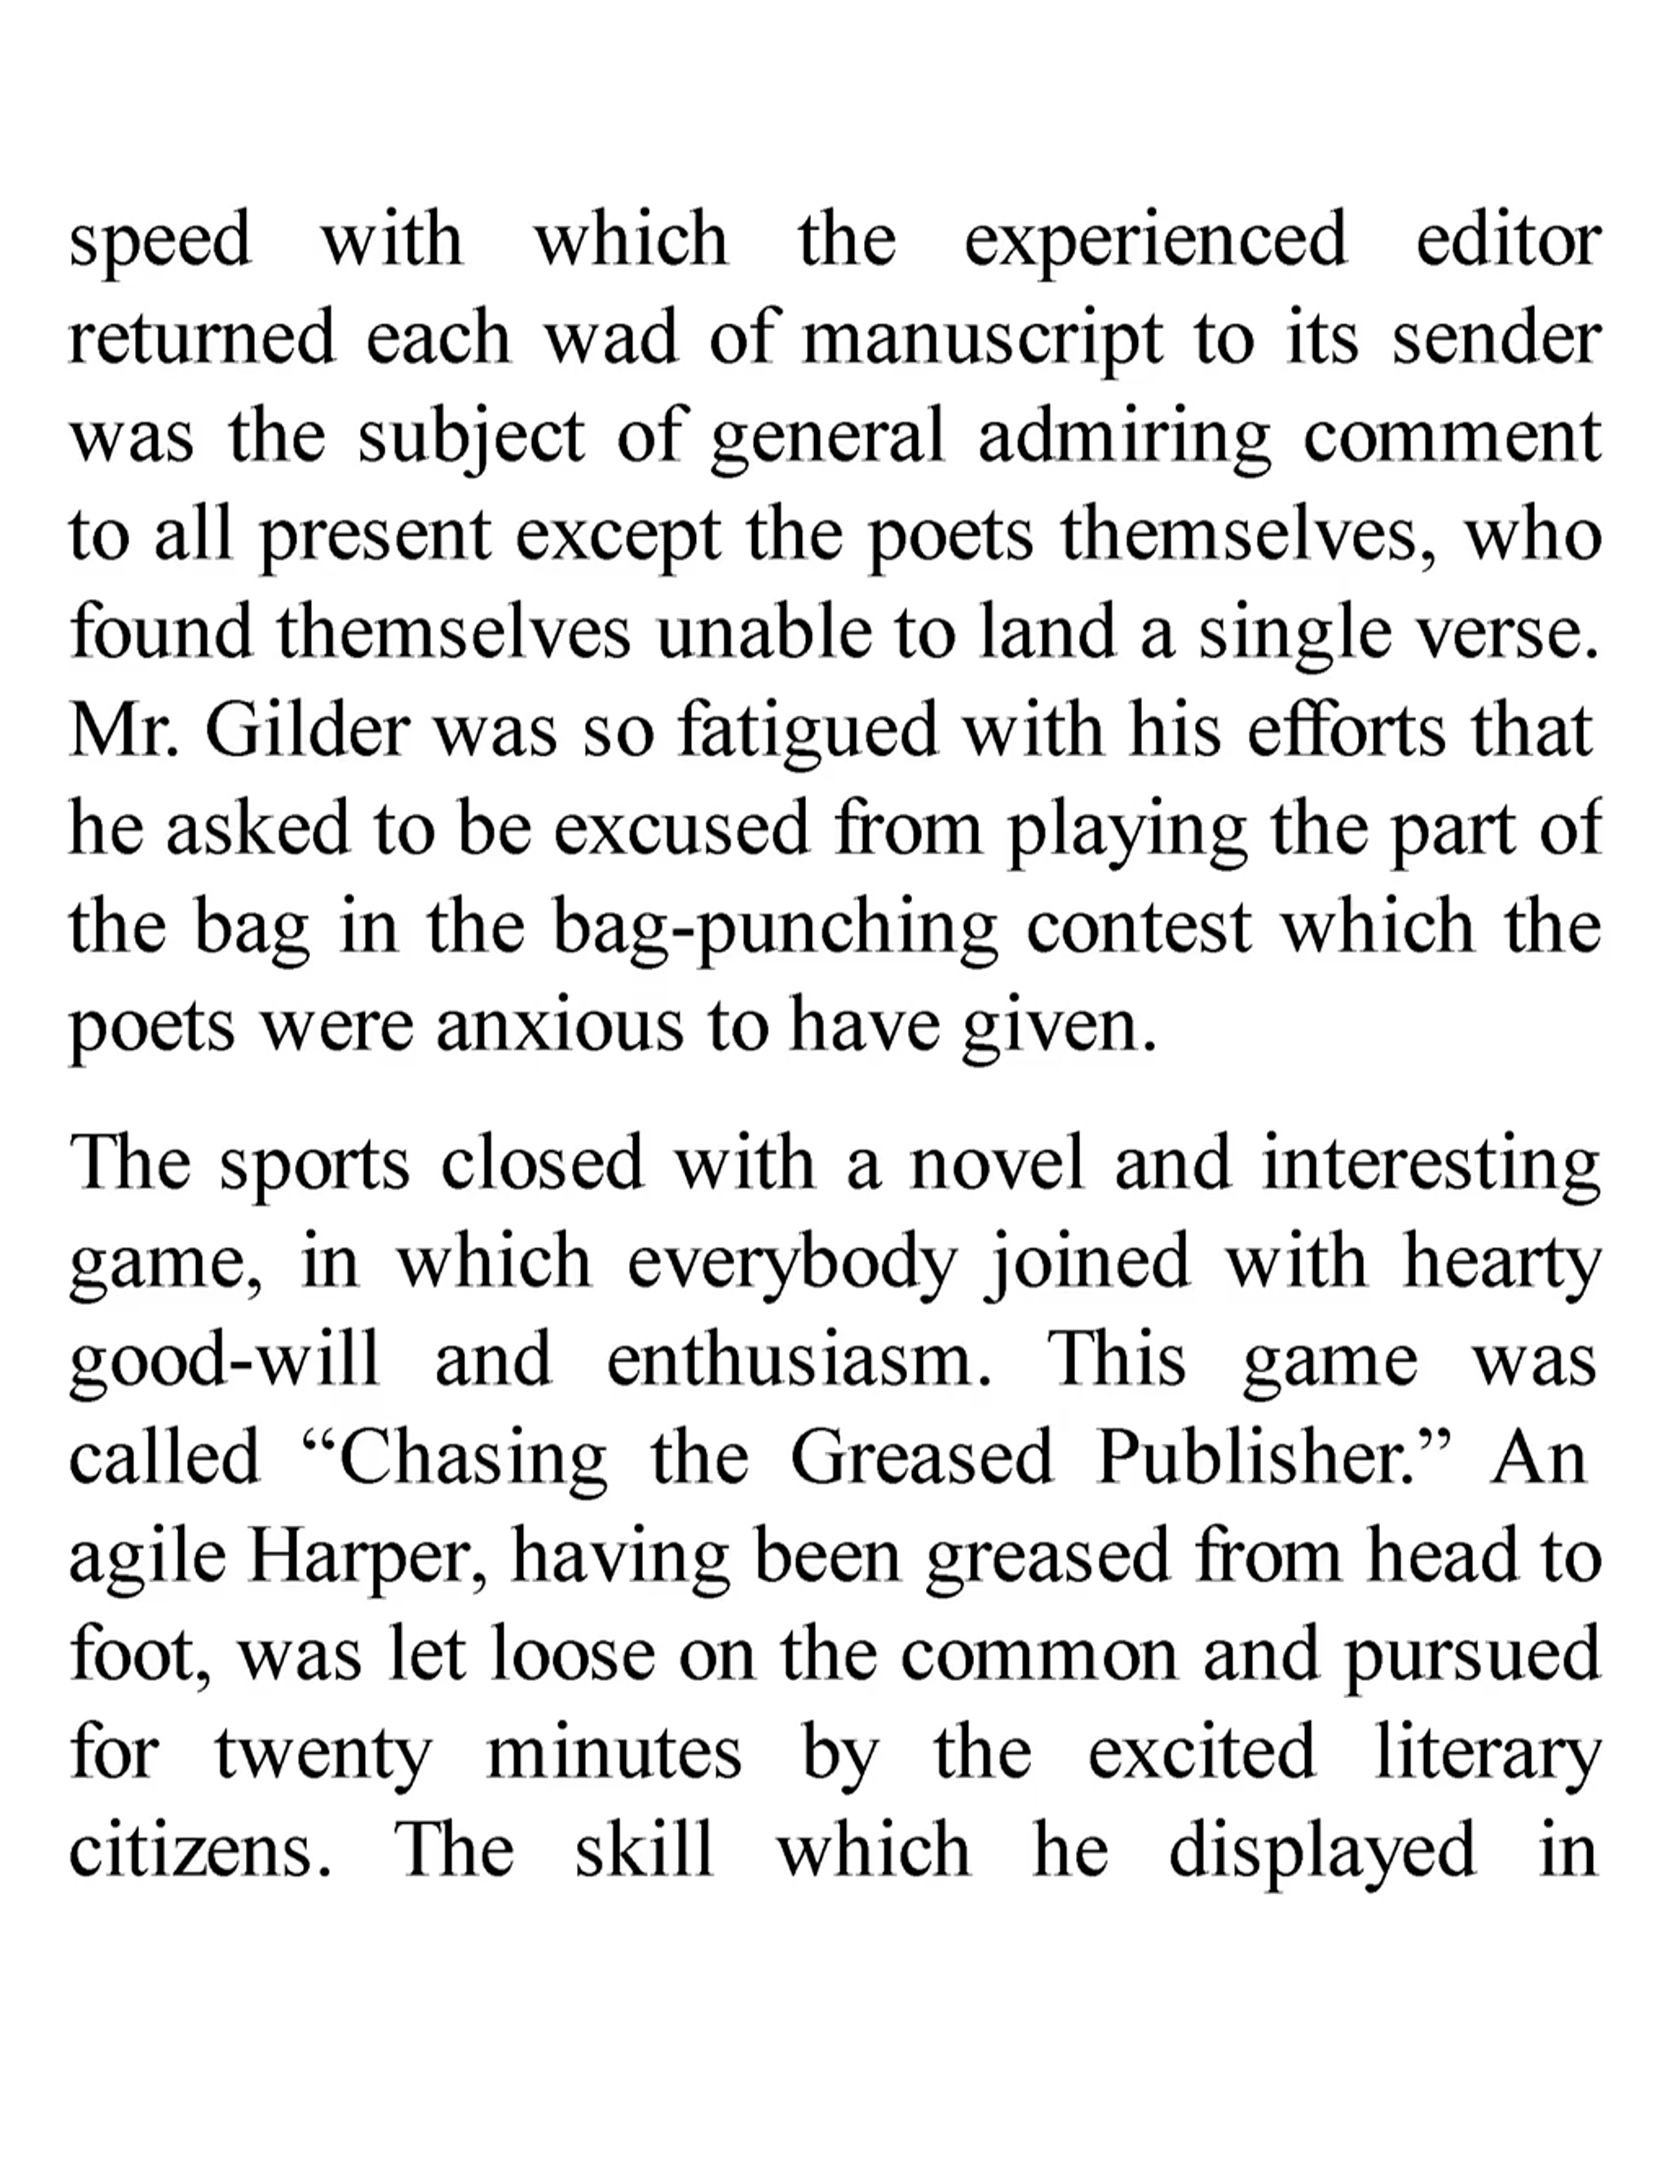 speed with which the experienced editor
returned each wad of manuscript to its sender
was the subject of general admiring comment
to all present except the poets themselves, who
found themselves unable to land a single verse.
Mr. Gilder was so fatigued with his efforts that
he asked to be excused from playing the part of
the bag in the bag-punching contest which the
poets were anxious to have given.
The sports closed with a novel and interesting
game, in which everybody joined with hearty
good-will and enthusiasm. This game was
called “Chasing the Greased Publisher.” An
agile Harper, having been greased from head to
foot, was let loose on the common and pursued
for twenty minutes by the excited literary
citizens. The skill which he displayed in